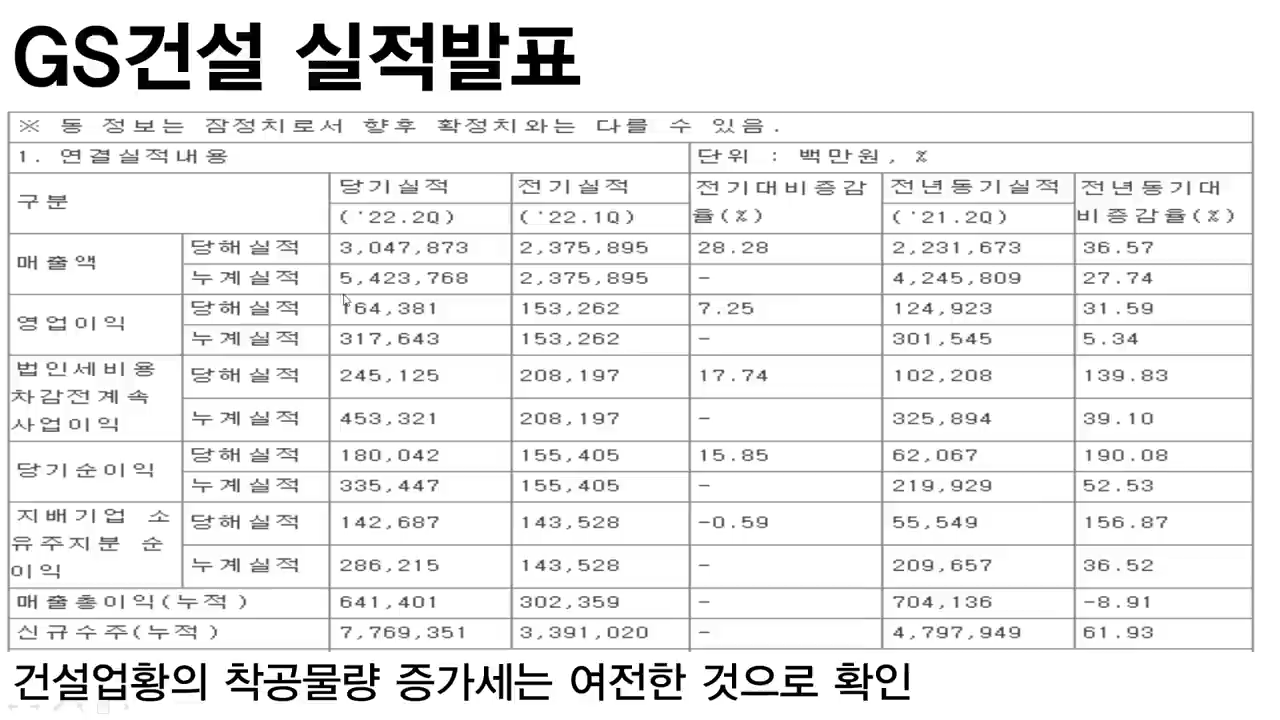 GS건설 실적발표
※ 동 정보는 잠정치로서 향후 확정치와는 다를 수 있음.
1. 연결실적내용 단위 : 백만원, %
구분 당기실적 전기실적 전기대비증감율(%) 전년동기실적 전년동기대비증감율(%)
('22.2Q) ('22.1Q) ('21.2Q)
매출액 당해실적 3,047,873 2,375,895 28.28 2,231,673 36.57
누계실적 5,423,768 2,375,895 - 4,245,809 27.74
영업이익 당해실적 164,381 153,262 7.25 124,923 31.59
누계실적 317,643 153,262 - 301,545 5.34
법인세비용차감전계속사업이익 당해실적 245,125 208,197 17.74 102,208 139.83
누계실적 453,321 208,197 - 325,894 39.10
당기순이익 당해실적 180,042 155,405 15.85 62,067 190.08
누계실적 335,447 155,405 - 219,929 52.53
지배기업 소유주지분 순이익 당해실적 142,687 143,528 -0.59 55,549 156.87
누계실적 286,215 143,528 - 209,657 36.52
매출총이익(누적) 641,401 302,359 - 704,136 -8.91
신규수주(누적) 7,769,351 3,391,020 - 4,797,949 61.93
건설업황의 착공물량 증가세는 여전한 것으로 확인